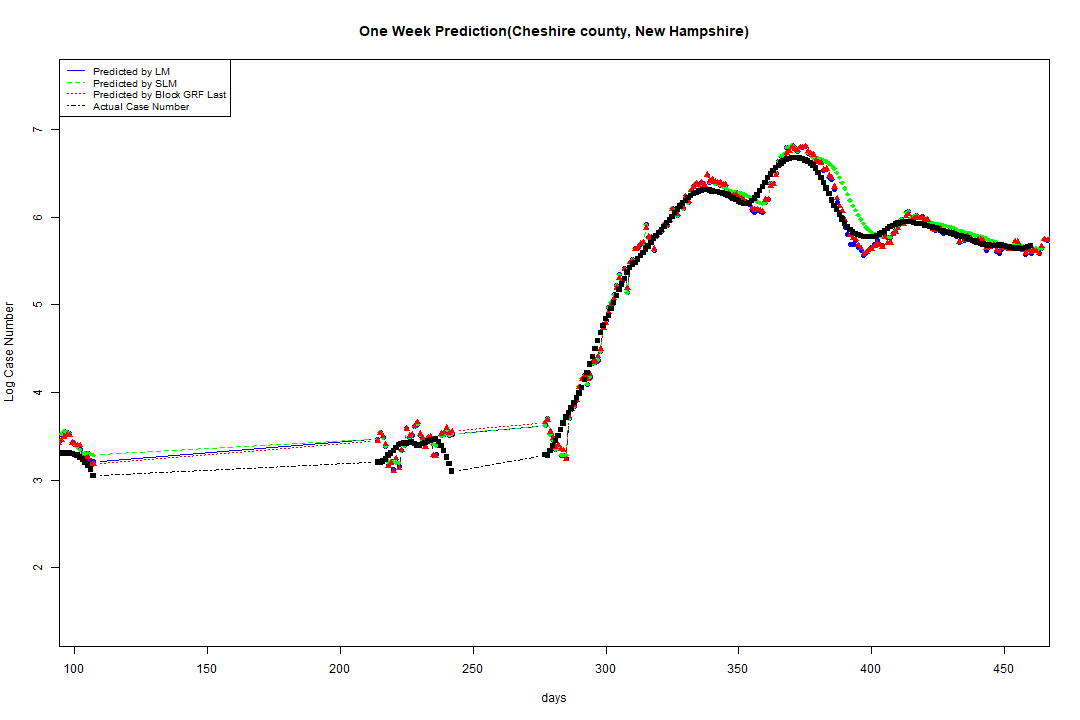 One Week Prediction(Cheshire county, New Hampshire)
Predicted by LM
Predicted by SLM
Predicted by Block GRF Last
Actual Case Number
7
6
5
4
3
2
Log Case Number
100 150 200 250 300 350 400 450
days